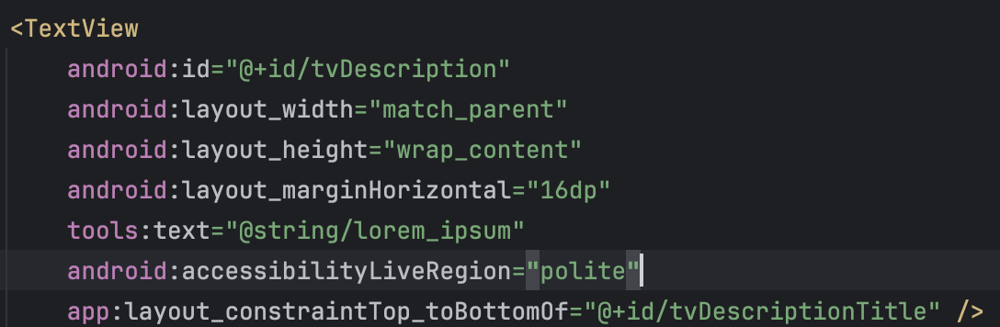 <TextView
android:id="@+id/tvDescription"
android:layout_width="match_parent"
android:layout_height="wrap_content"
android:layout_marginHorizontal="16dp"
tools:text="@string/lorem_ipsum"
android:accessibilityLiveRegion="polite"
app:layout_constraintTop_toBottomOf="@+id/tvDescriptionTitle" />